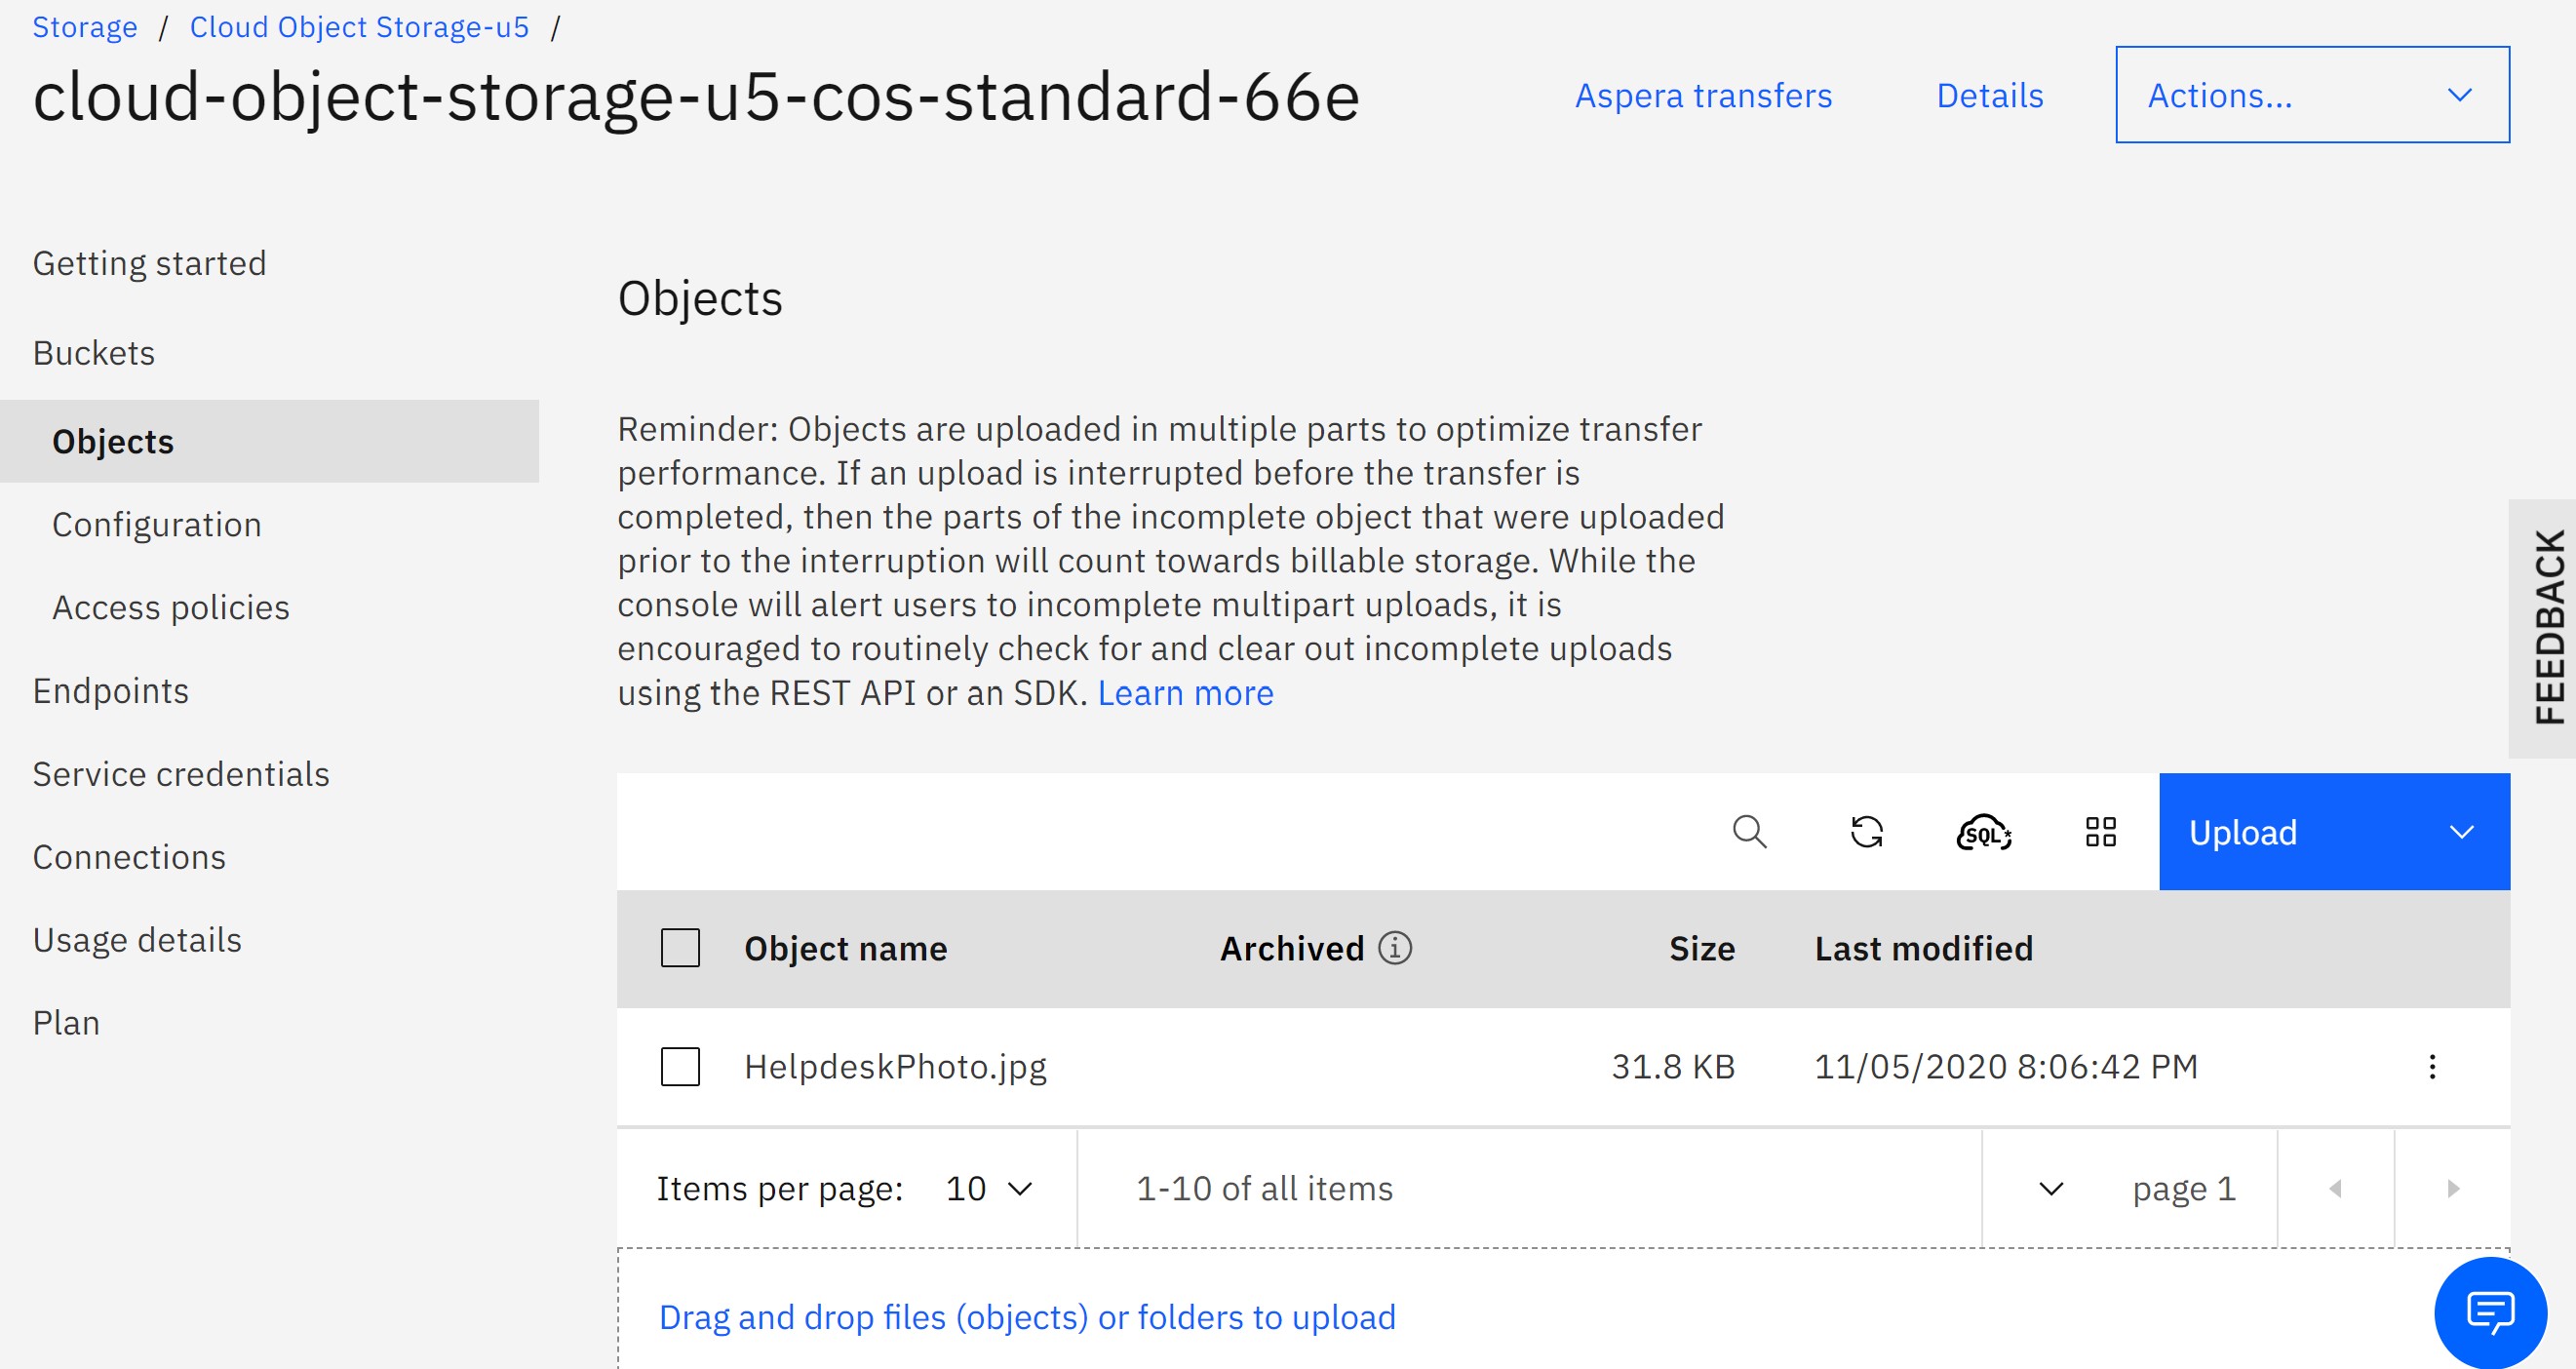 Storage / Cloud Object Storage-u5 /
cloud-object-storage-u5-cos-standard-66e
Aspera transfers
Details
Actions...
Getting started
Buckets
Objects
Configuration
Access policies
Endpoints
Service credentials
Connections
Usage details
Plan
Objects
Reminder: Objects are uploaded in multiple parts to optimize transfer
performance. If an upload is interrupted before the transfer is
completed, then the parts of the incomplete object that were uploaded
prior to the interruption will count towards billable storage. While the
console will alert users to incomplete multipart uploads, it is
encouraged to routinely check for and clear out incomplete uploads
using the REST API or an SDK. Learn more
FEEDBACK
SQL*
Upload
Object name Archived Size Last modified
HelpdeskPhoto.jpg 31.8 KB 11/05/2020 8:06:42 PM
Items per page: 10 1-10 of all items page 1
Drag and drop files (objects) or folders to upload